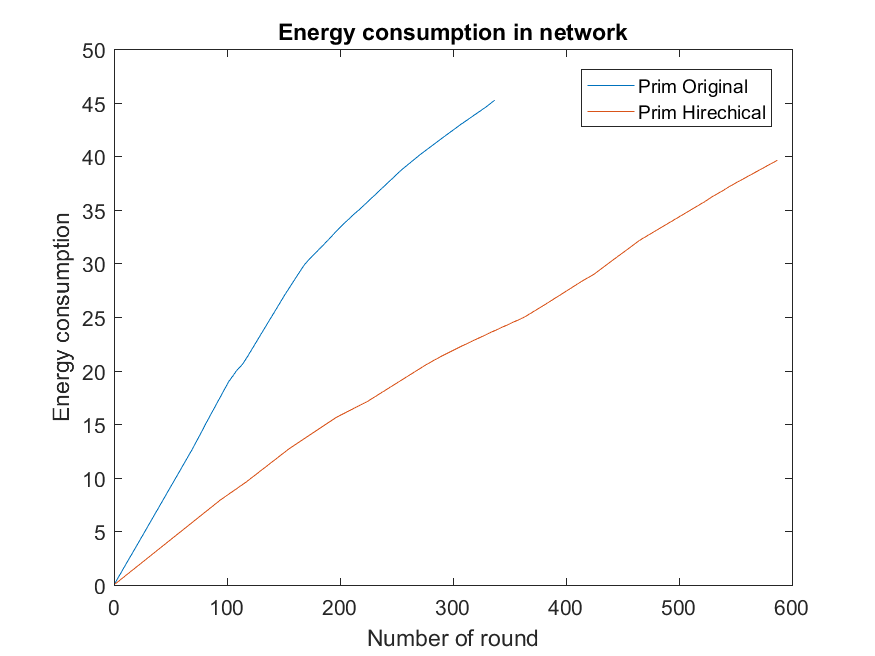 Energy consumption in network
Prim Original
Prim Hirechical
Energy consumption
50
45
40
35
30
25
20
15
10
5
0
0 100 200 300 400 500 600
Number of round